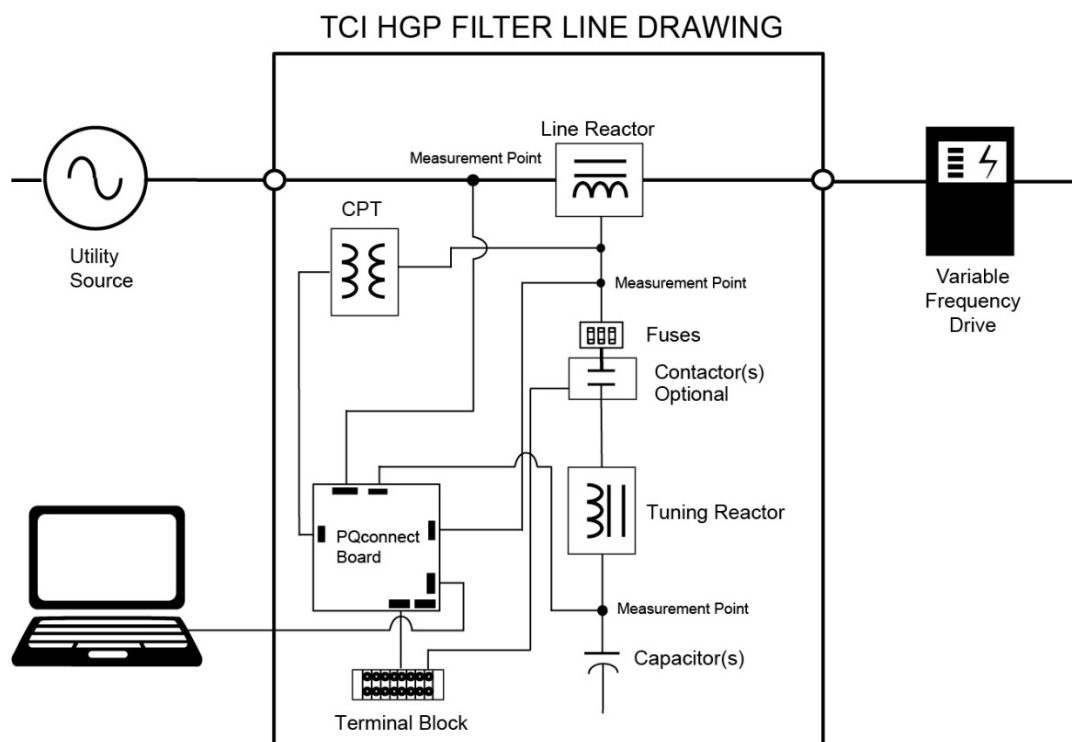 TCI HGP FILTER LINE DRAWING
Line Reactor
Measurement Point
CPT
Utility
Source
Measurement Point
Variable
Frequency
Drive
Fuses
Contactor(s)
Optional
Tuning Reactor
PQconnect
Board
Measurement Point
Capacitor(s)
Terminal Block